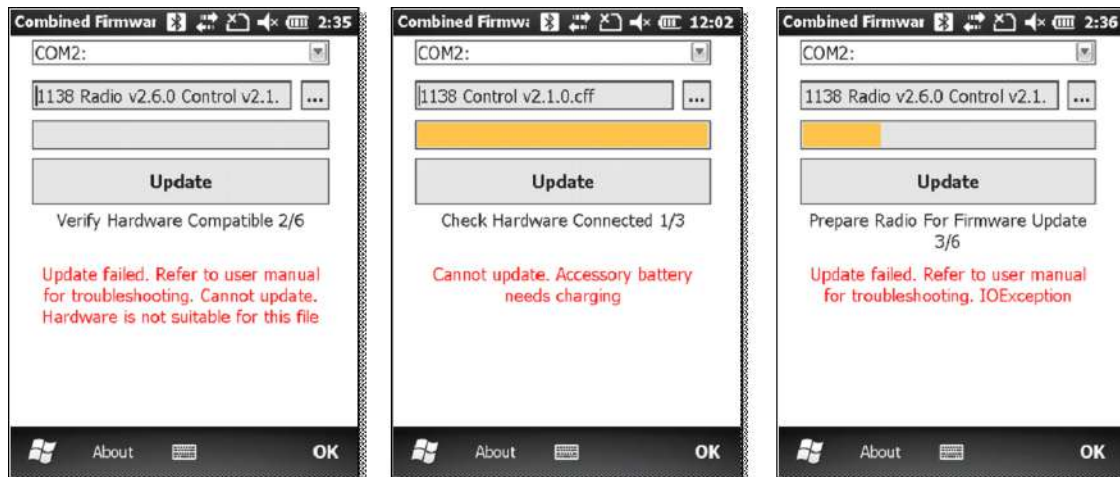 Combined Firmwar 2:35
COM2:
1138 Radio v2.6.0 Control v2.1. ...
Update
Verify Hardware Compatible 2/6
Update failed. Refer to user manual
for troubleshooting. Cannot update.
Hardware is not suitable for this file
About OK
Combined Firmw 12:02
COM2:
1138 Control v2.1.0.cff ...
Update
Check Hardware Connected 1/3
Cannot update. Accessory battery
needs charging
About OK
Combined Firmwar 2:36
COM2:
1138 Radio v2.6.0 Control v2.1. ...
Update
Prepare Radio For Firmware Update
3/6
Update failed. Refer to user manual
for troubleshooting. IOException
About OK